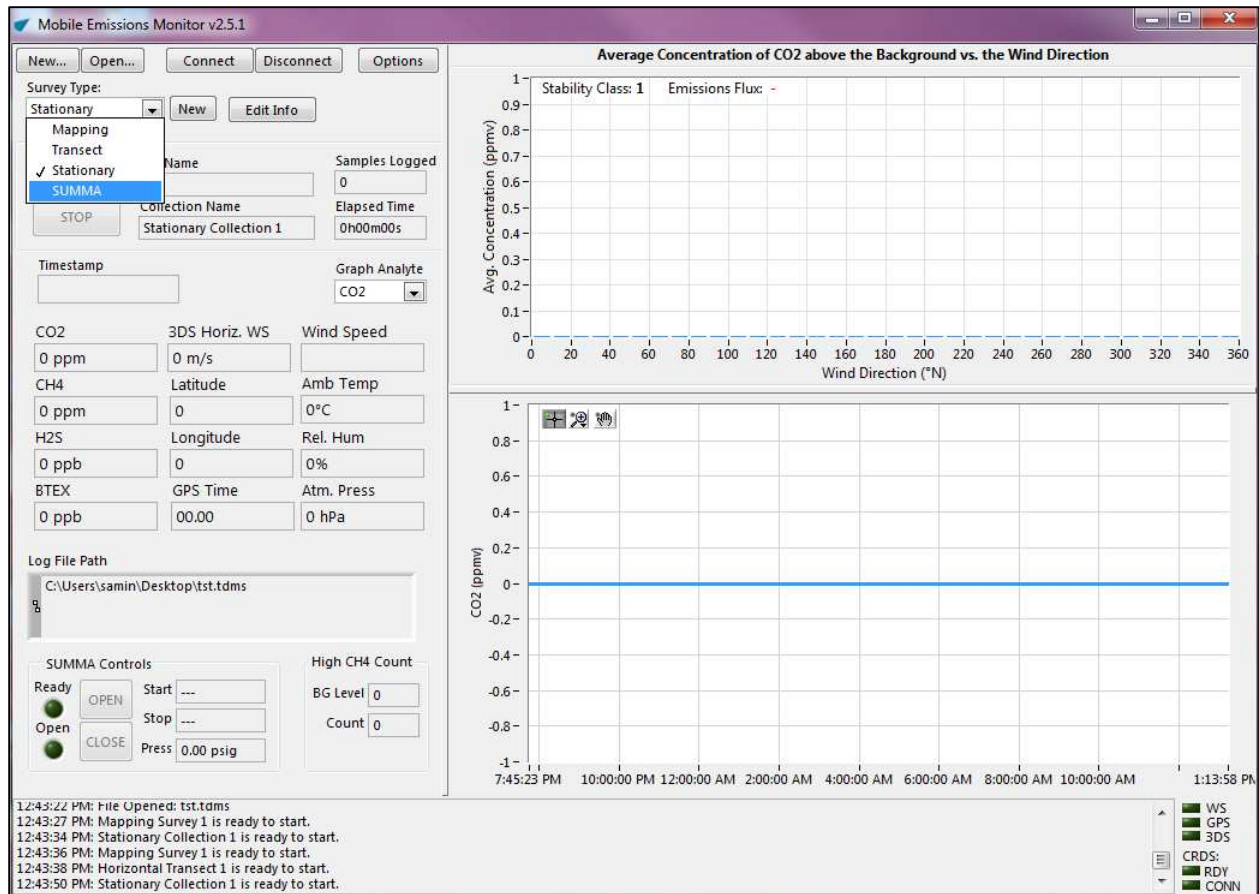 Mobile Emissions Monitor v2.5.1
New... Open... Connect Disconnect Options
Survey Type:
Stationary New Edit Info
Mapping
Transect
✓ Stationary
SUMMA
Name
Samples Logged
0
STOP
Collection Name
Elapsed Time
Stationary Collection 1
0h00m00s
Timestamp
Graph Analyte
CO2
CO2 3DS Horiz. WS Wind Speed
0 ppm 0 m/s
CH4 Latitude Amb Temp
0 ppm 0 0°C
H2S Longitude Rel. Hum
0 ppb 0 0%
BTEX GPS Time Atm. Press
0 ppb 00.00 0 hPa
Log File Path
C:\Users\samin\Desktop\tst.tdms
SUMMA Controls
Ready OPEN Start ---
Open CLOSE Stop ---
Press 0.00 psig
High CH4 Count
BG Level 0
Count 0
Average Concentration of CO2 above the Background vs. the Wind Direction
Stability Class: 1 Emissions Flux: -
Avg. Concentration (ppmv)
1
0.9
0.8
0.7
0.6
0.5
0.4
0.3
0.2
0.1
0
0 20 40 60 80 100 120 140 160 180 200 220 240 260 280 300 320 340 360
Wind Direction (°N)
CO2 (ppmv)
1
0.8
0.6
0.4
0.2
0
-0.2
-0.4
-0.6
-0.8
-1
7:45:23 PM 10:00:00 PM 12:00:00 AM 2:00:00 AM 4:00:00 AM 6:00:00 AM 8:00:00 AM 10:00:00 AM 1:13:58 PM
12:43:22 PM: File Opened: tst.tdms
12:43:27 PM: Mapping Survey 1 is ready to start.
12:43:34 PM: Stationary Collection 1 is ready to start.
12:43:36 PM: Mapping Survey 1 is ready to start.
12:43:38 PM: Horizontal Transect 1 is ready to start.
12:43:50 PM: Stationary Collection 1 is ready to start.
WS
GPS
3DS
CRDS:
RDY
CONN